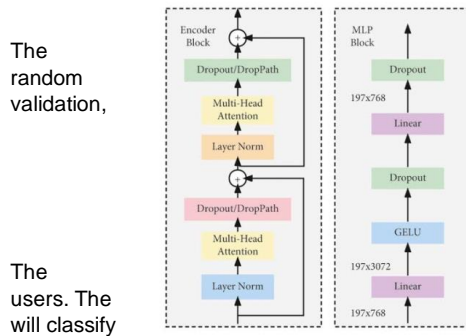 The
random
validation,
The
users. The
will classify
Encoder
Block
+
Dropout/DropPath
Multi-Head
Attention
Layer Norm
+
Dropout/DropPath
Multi-Head
Attention
Layer Norm
MLP
Block
Dropout
197x768
Linear
Dropout
GELU
197x3072
Linear
197x768